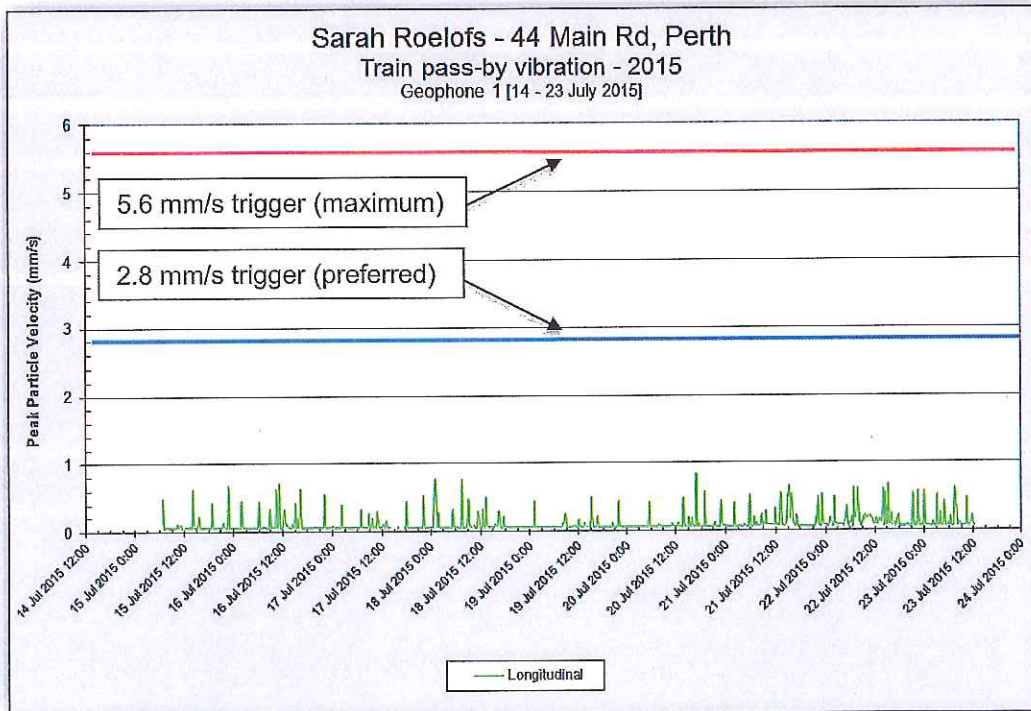 Sarah Roelofs - 44 Main Rd, Perth
Train pass-by vibration - 2015
Geophone 1 [14 - 23 July 2015]
Peak Particle Velocity (mm/s)
6
5
4
3
2
1
0
5.6 mm/s trigger (maximum)
2.8 mm/s trigger (preferred)
14 Jul 2015 12:00
15 Jul 2015 0:00
15 Jul 2015 12:00
16 Jul 2015 0:00
16 Jul 2015 12:00
17 Jul 2015 0:00
17 Jul 2015 12:00
18 Jul 2015 0:00
18 Jul 2015 12:00
19 Jul 2015 0:00
19 Jul 2015 12:00
20 Jul 2015 0:00
20 Jul 2015 12:00
21 Jul 2015 0:00
21 Jul 2015 12:00
22 Jul 2015 0:00
22 Jul 2015 12:00
23 Jul 2015 0:00
23 Jul 2015 12:00
24 Jul 2015 0:00
Longitudinal